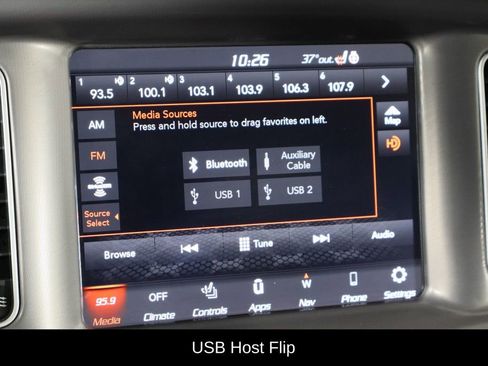 10:26 37°out.
1 2 3 4 5 6
93.5 100.1 103.1 103.9 106.3 107.9
AM
Media Sources
Press and hold source to drag favorites on left.
Map
FM
Bluetooth
Auxiliary
Cable
HD
USB 1
USB 2
Source
Select
Browse
Tune
Audio
95.9
Media
OFF
Climate
Controls
Apps
W
Nav
Phone
Settings
USB Host Flip